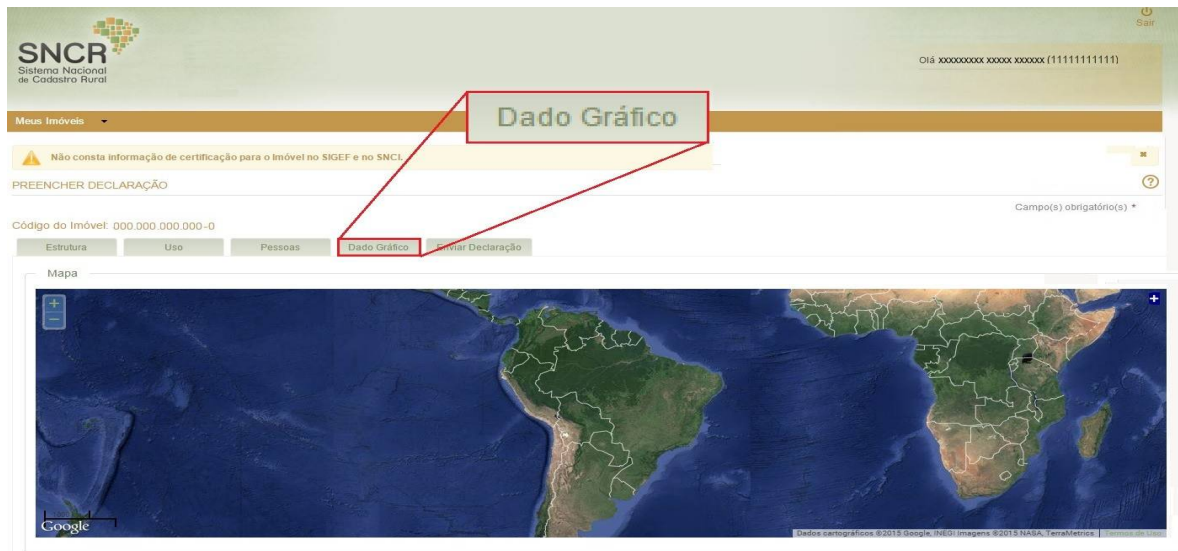 Sair
SNCR
Sistema Nacional
de Cadastro Rural
Olá xxxxxxxxx xxxxx xxxxxx (11111111111)
Dado Gráfico
Meus Imóveis
Não consta informação de certificação para o Imóvel no SIGEF e no SNCI.
PREENCHER DECLARAÇÃO
Campo(s) obrigatório(s) *
Código do Imóvel: 000.000.000.000-0
Estrutura Uso Pessoas Dado Gráfico Enviar Declaração
Mapa
Google
Dados cartográficos ©2015 Google, INEGI Imagens ©2015 NASA, TerraMetrics Termos de Uso